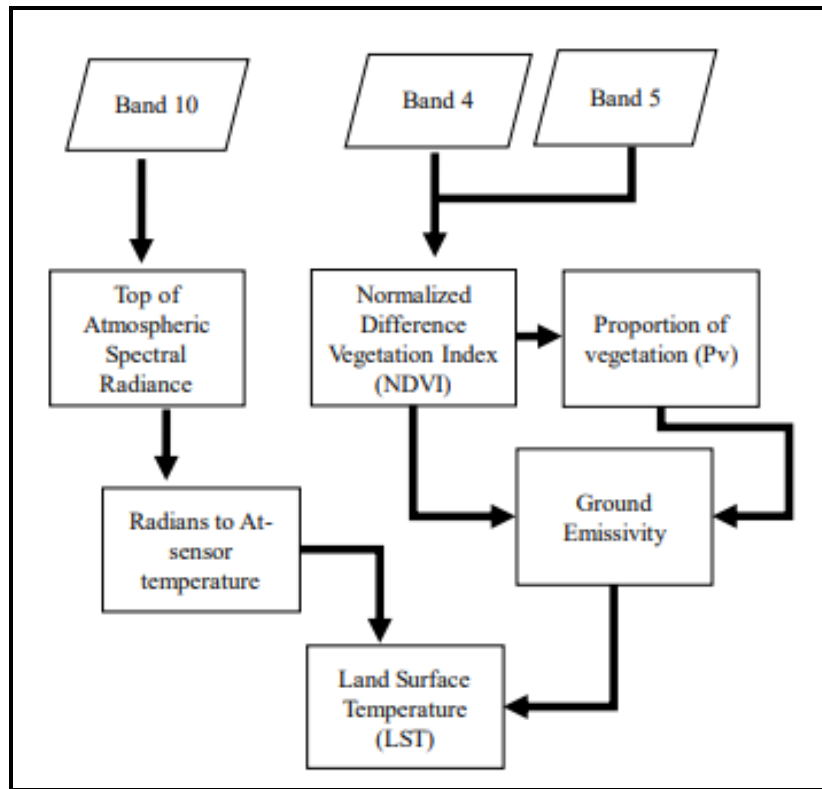 Band 10
Band 4
Band 5
Top of
Atmospheric
Spectral
Radiance
Normalized
Difference
Vegetation Index
(NDVI)
Proportion of
vegetation (Pv)
Radians to At-
sensor
temperature
Ground
Emissivity
Land Surface
Temperature
(LST)